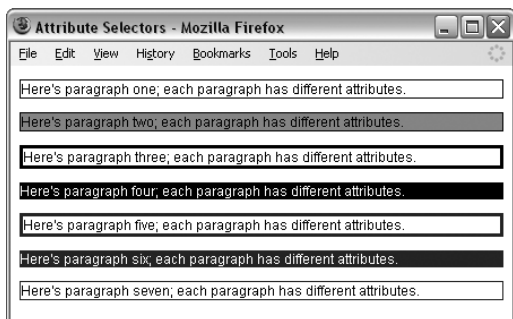 Attribute Selectors - Mozilla Firefox
File Edit View History Bookmarks Tools Help
Here's paragraph one; each paragraph has different attributes.
Here's paragraph two; each paragraph has different attributes.
Here's paragraph three; each paragraph has different attributes.
Here's paragraph four; each paragraph has different attributes.
Here's paragraph five; each paragraph has different attributes.
Here's paragraph six; each paragraph has different attributes.
Here's paragraph seven; each paragraph has different attributes.